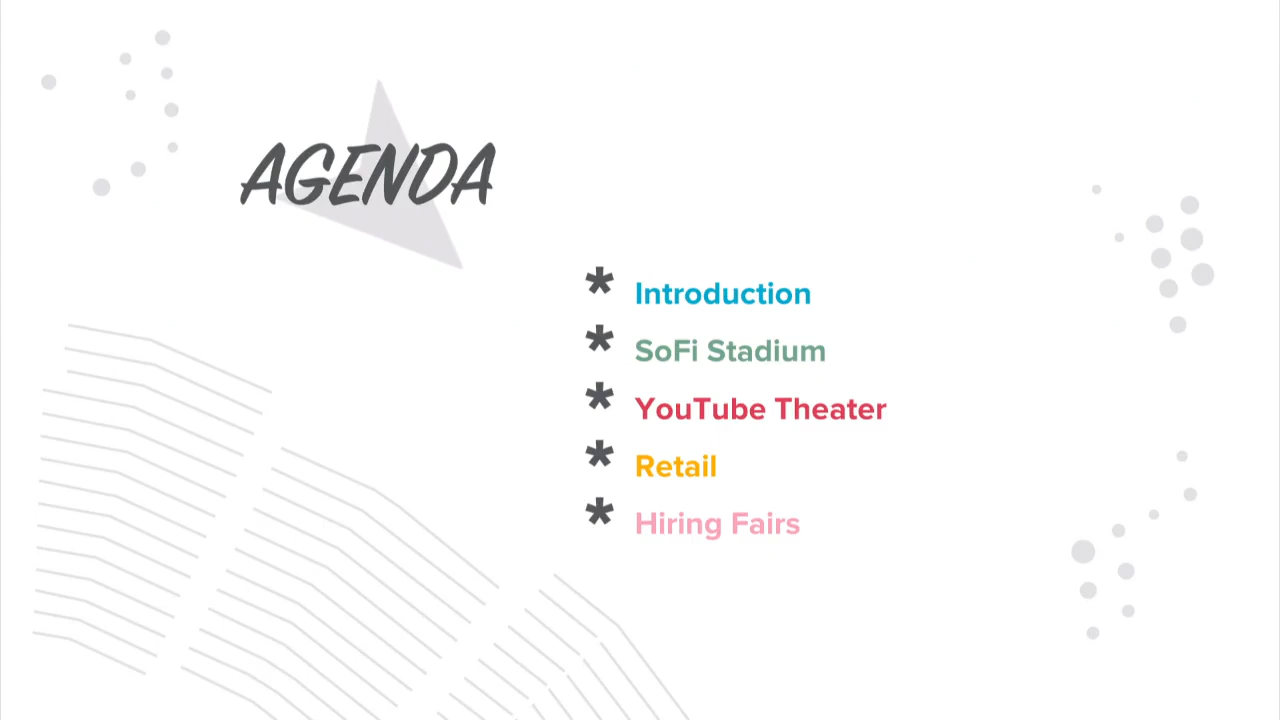 AGENDA
* Introduction
* SoFi Stadium
* YouTube Theater
* Retail
* Hiring Fairs